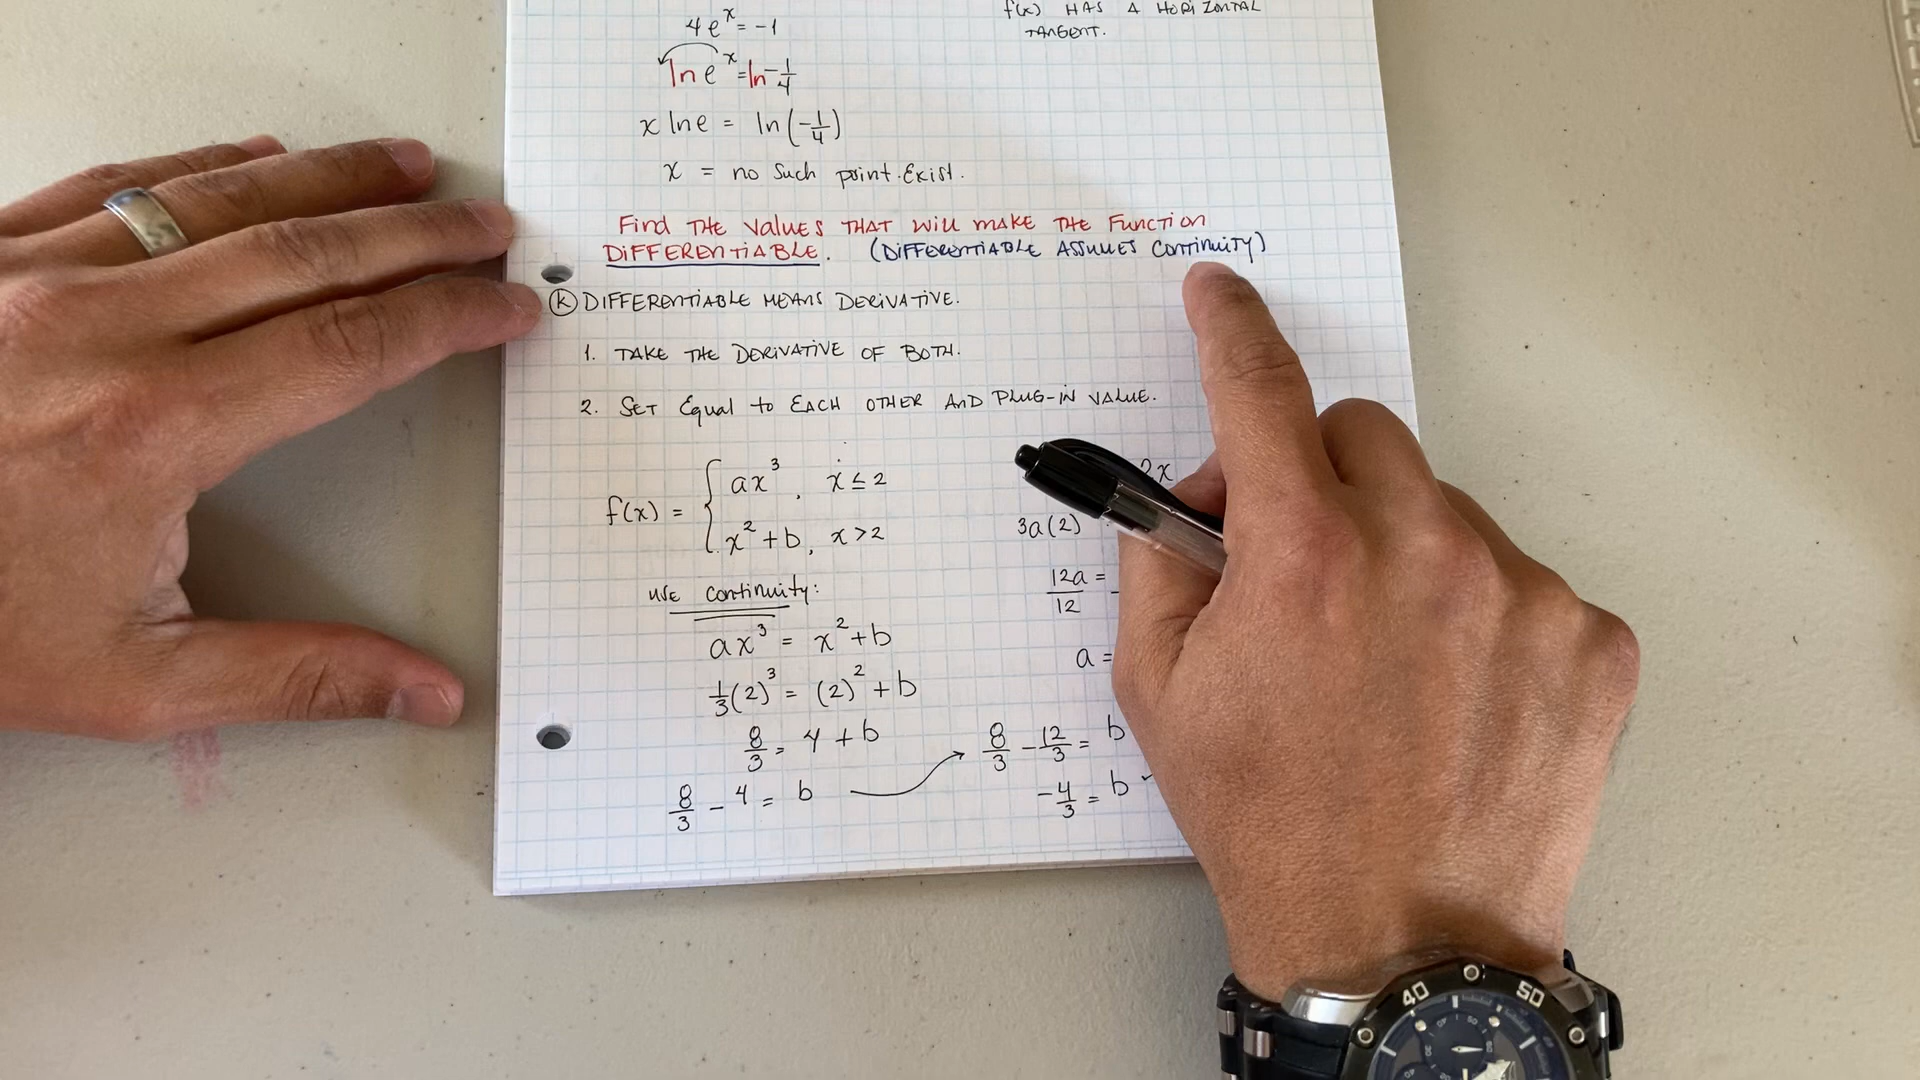 4e^x = -1
f(x) HAS A HORIZONTAL
TANGENT.
ln e^x = ln -1/4
x ln e = ln(-1/4)
x = no such point Exist.
Find THE Values THAT Will MAKE THE Function
DIFFERENTIABLE. (DIFFERENTIABLE ASSUMES Continuity)
K DIFFERENTIABLE MEANS DERIVATIVE.
1. TAKE THE DERIVATIVE OF BOTH.
2. SET Equal to EACH OTHER AND PLUG-IN VALUE.
f(x) = { ax^3, x ≤ 2
x^2 + b, x > 2
2x
3a(2)
12a =
12
a =
use continuity:
ax^3 = x^2 + b
1/3(2)^3 = (2)^2 + b
8/3 = 4 + b
8/3 - 4 = b
8/3 - 12/3 = b
-4/3 = b
40 50